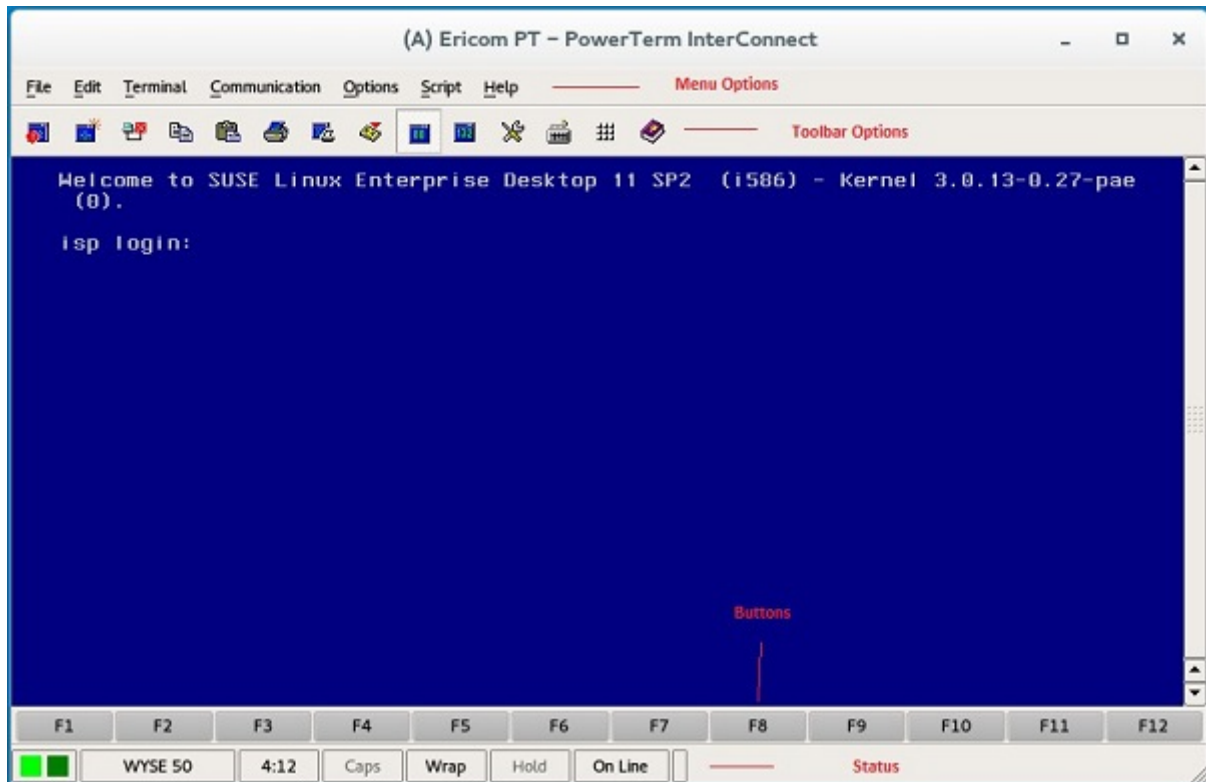 (A) Ericom PT - PowerTerm InterConnect
File Edit Terminal Communication Options Script Help Menu Options
Toolbar Options
Welcome to SUSE Linux Enterprise Desktop 11 SP2 (i586) - Kernel 3.0.13-0.27-pae
(0).
isp login:
Buttons
F1 F2 F3 F4 F5 F6 F7 F8 F9 F10 F11 F12
WYSE 50 4:12 Caps Wrap Hold On Line Status